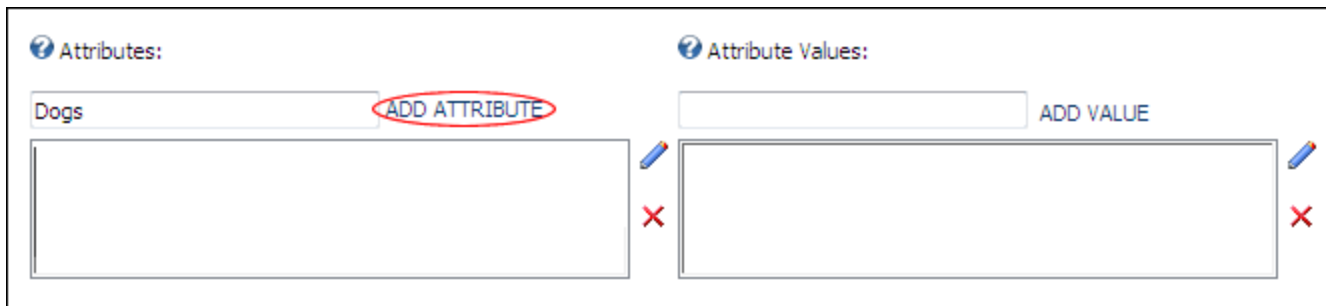 Attributes:
Attribute Values:
Dogs
ADD ATTRIBUTE
ADD VALUE